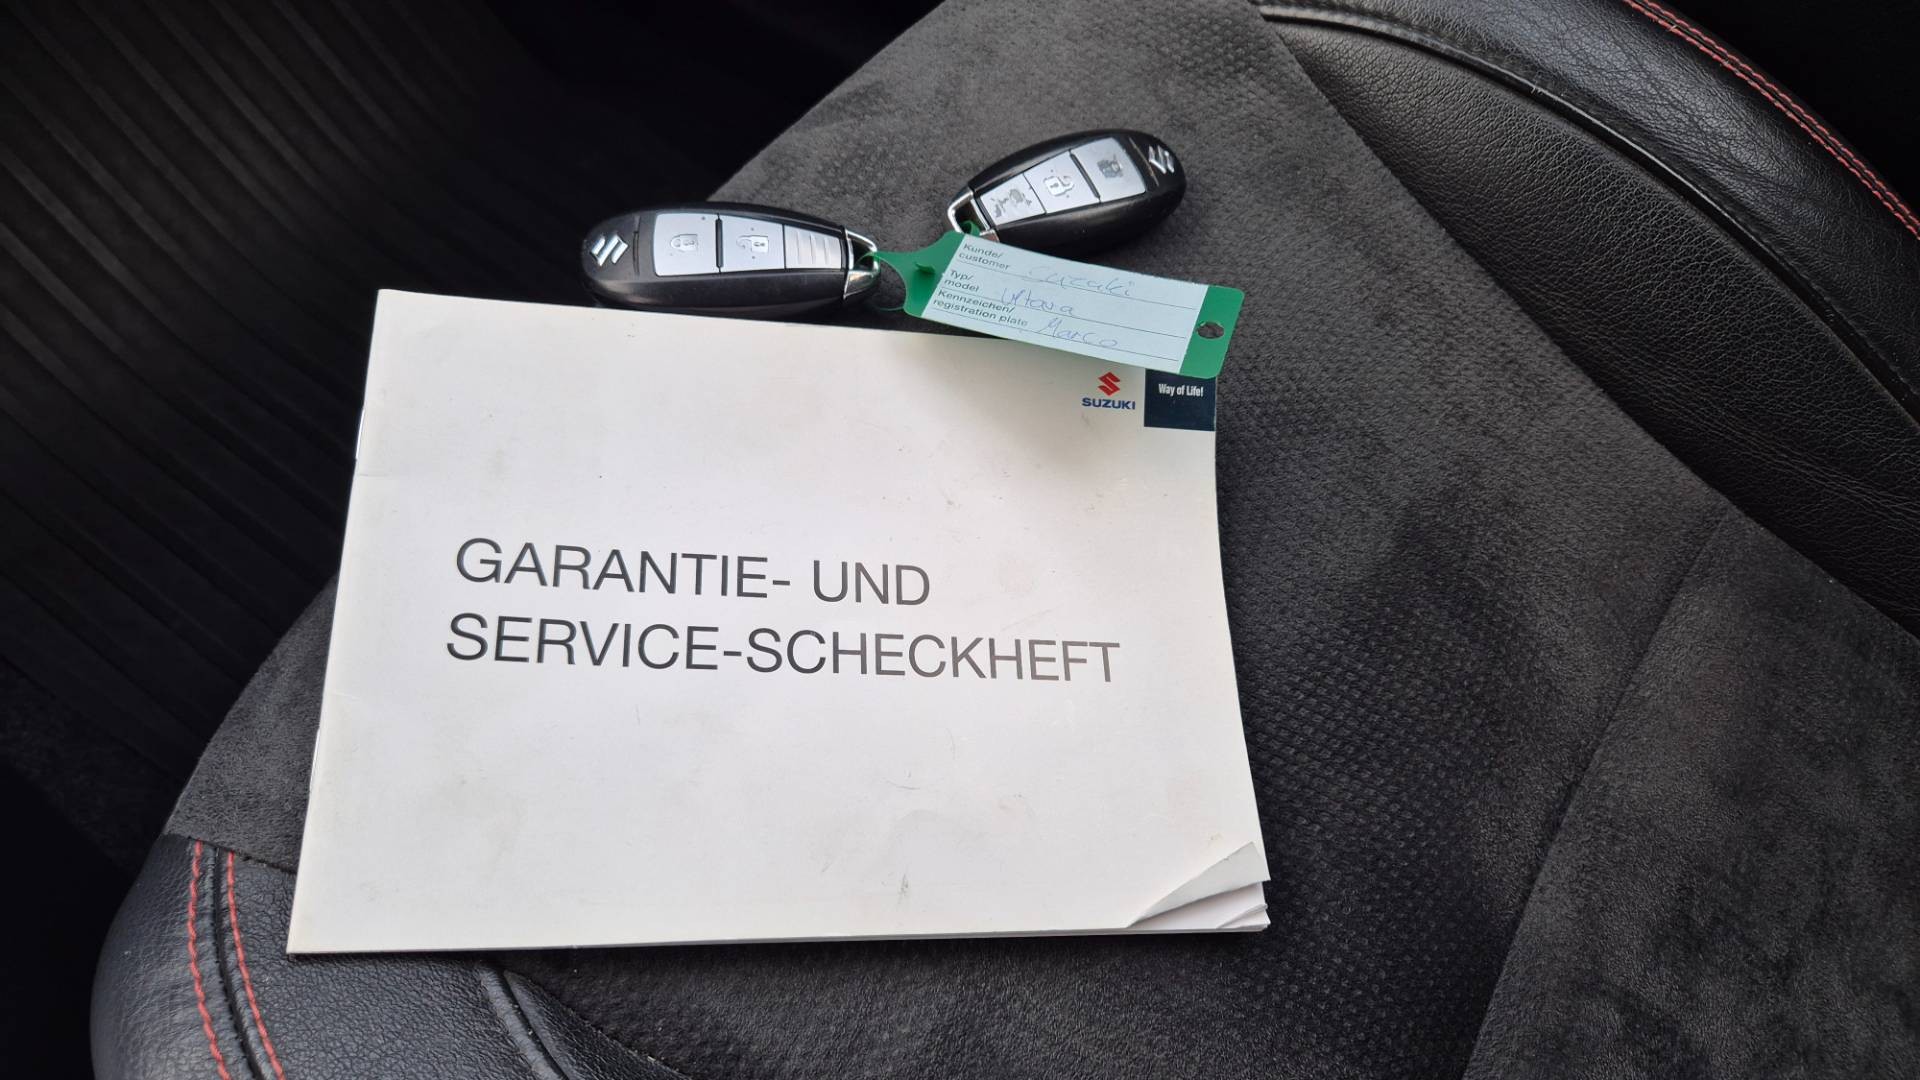 Kunde/
customer Suzuki
Typ/
model Vitara
Kennzeichen/
registration plate Marco
SUZUKI
Way of Life!
GARANTIE- UND
SERVICE-SCHECKHEFT